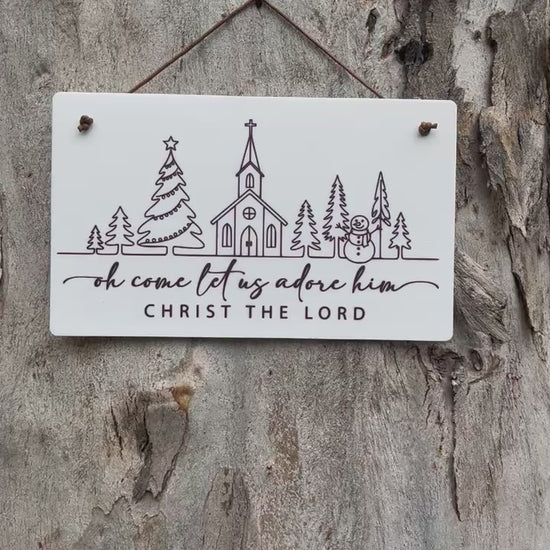 oh come let us adore him
CHRIST THE LORD